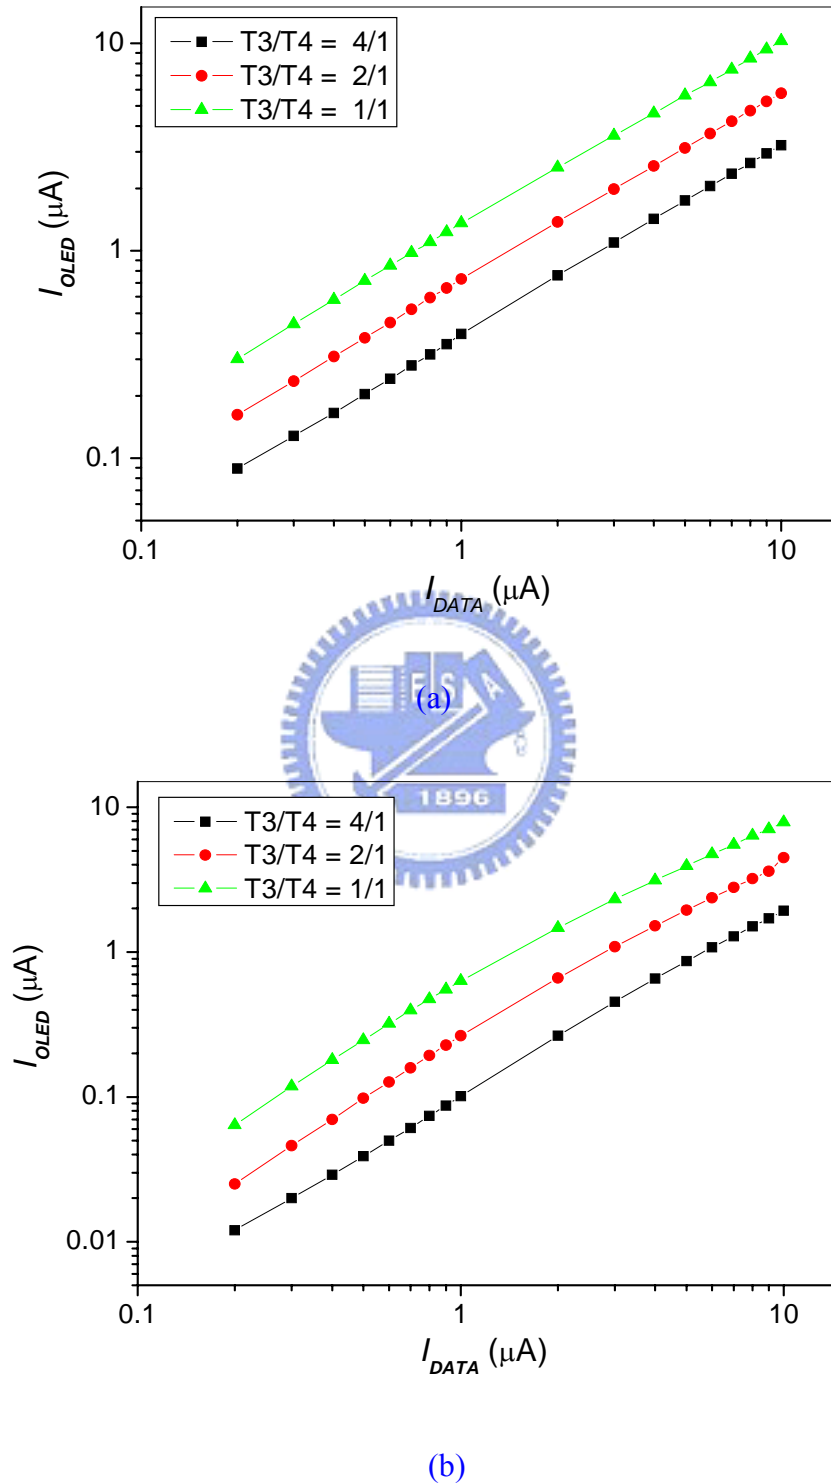 10
1
0.1
I_OLED (μA)
T3/T4 = 4/1
T3/T4 = 2/1
T3/T4 = 1/1
0.1
1
10
I_DATA (μA)
E S A
(a)
1896
10
1
0.1
0.01
I_OLED (μA)
T3/T4 = 4/1
T3/T4 = 2/1
T3/T4 = 1/1
0.1
1
10
I_DATA (μA)
(b)